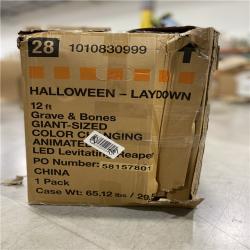 28 1010830999
HALLOWEEN - LAYDOWN
12 ft
Grave & Bones
GIANT-SIZED
COLOR CHANGING
ANIMATED
LED Levitating Reaper
PO Number: 58157801
CHINA
1 Pack
Case Wt: 65.12 lbs /